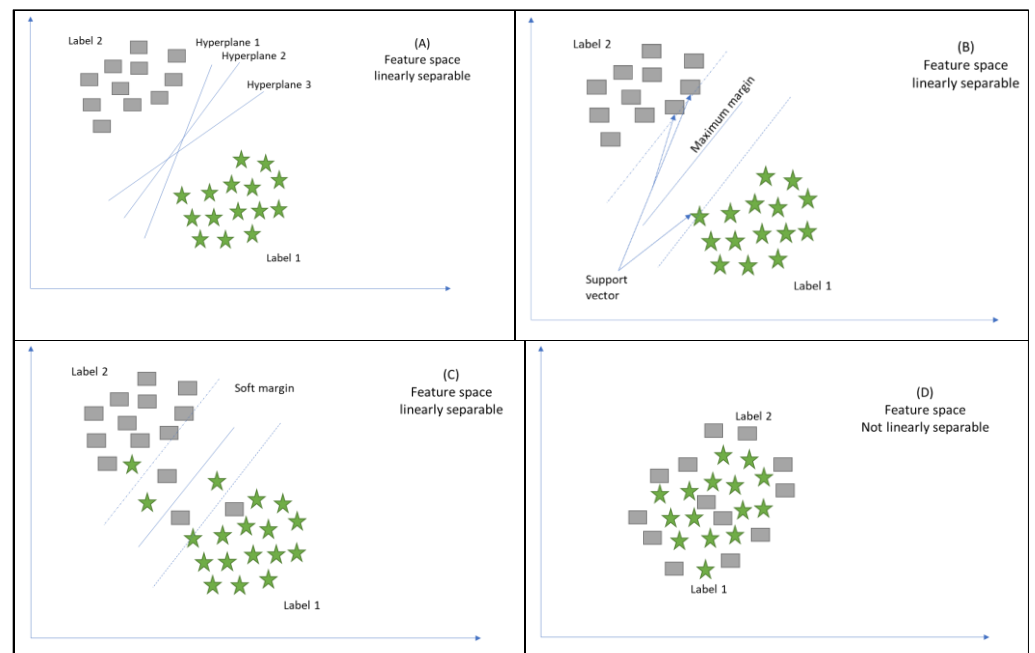 Label 2
Hyperplane 1
Hyperplane 2
Hyperplane 3
(A)
Feature space
linearly separable
Label 1
Label 2
(B)
Feature space
linearly separable
Maximum margin
Support
vector
Label 1
Label 2
Soft margin
(C)
Feature space
linearly separable
Label 1
(D)
Feature space
Not linearly separable
Label 2
Label 1